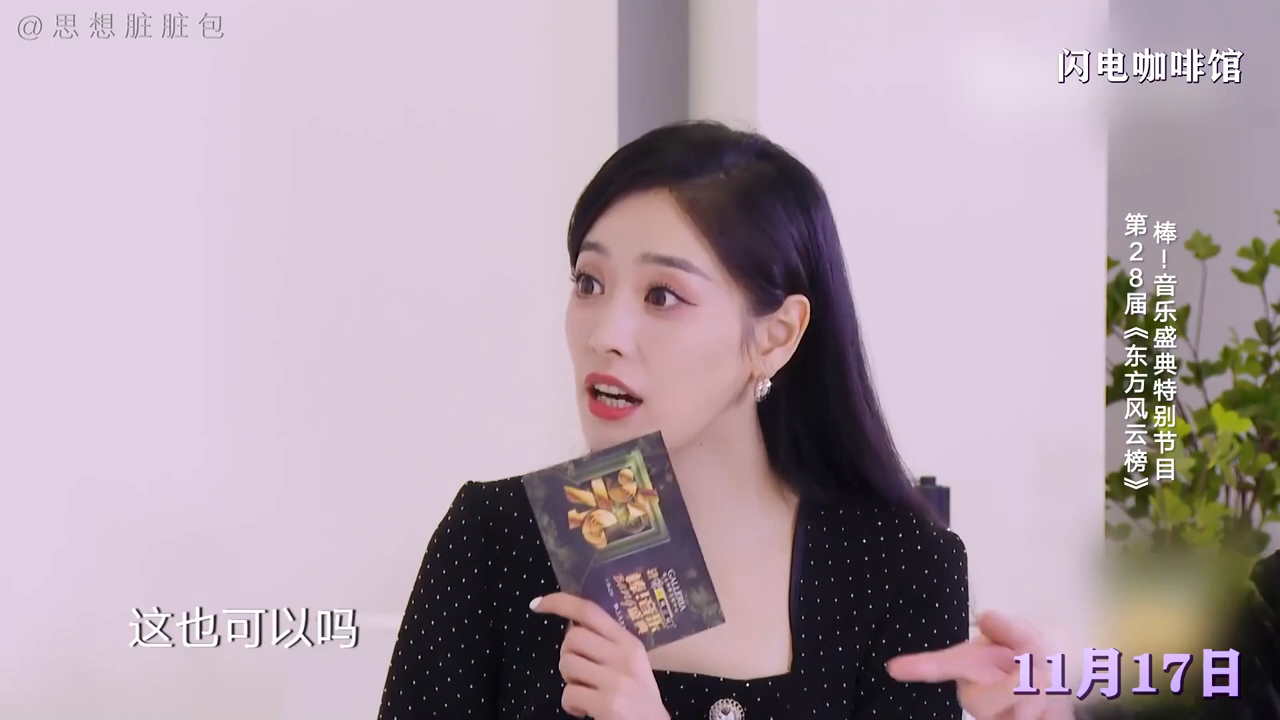 @思想脏脏包
闪电咖啡馆
棒!音乐盛典特别节目
第28届《东方风云榜》
GALLERIA
这也可以吗
11月17日